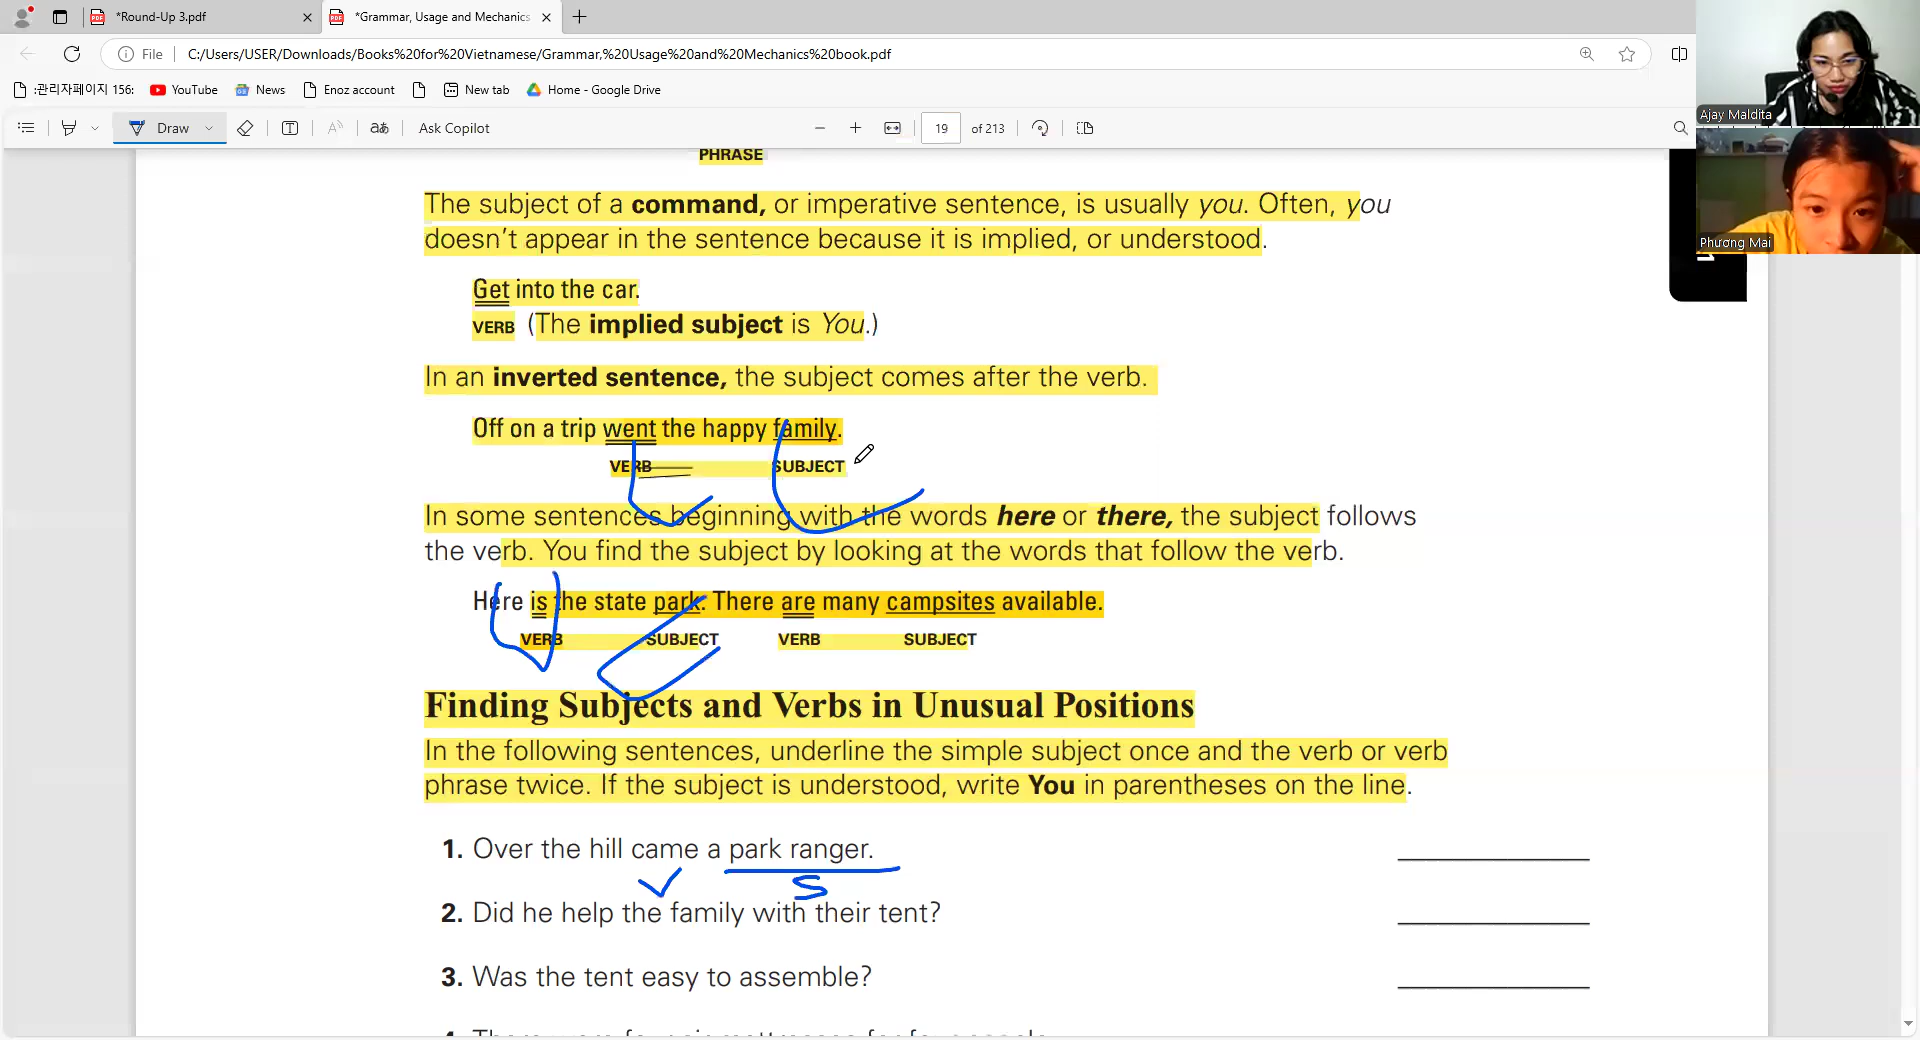 *Round-Up 3.pdf
*Grammar, Usage and Mechanics
File
C:/Users/USER/Downloads/Books%20for%20Vietnamese/Grammar,%20Usage%20and%20Mechanics%20book.pdf
:관리자페이지 156:
YouTube
News
Enoz account
New tab
Home - Google Drive
Draw
Ask Copilot
19 of 213
Ajay Maldita
Phương Mai
PHRASE
The subject of a command, or imperative sentence, is usually you. Often, you
doesn't appear in the sentence because it is implied, or understood.
Get into the car.
VERB (The implied subject is You.)
In an inverted sentence, the subject comes after the verb.
Off on a trip went the happy family.
VERB SUBJECT
In some sentences beginning with the words here or there, the subject follows
the verb. You find the subject by looking at the words that follow the verb.
Here is the state park. There are many campsites available.
VERB SUBJECT VERB SUBJECT
Finding Subjects and Verbs in Unusual Positions
In the following sentences, underline the simple subject once and the verb or verb
phrase twice. If the subject is understood, write You in parentheses on the line.
1. Over the hill came a park ranger.
S
2. Did he help the family with their tent?
3. Was the tent easy to assemble?